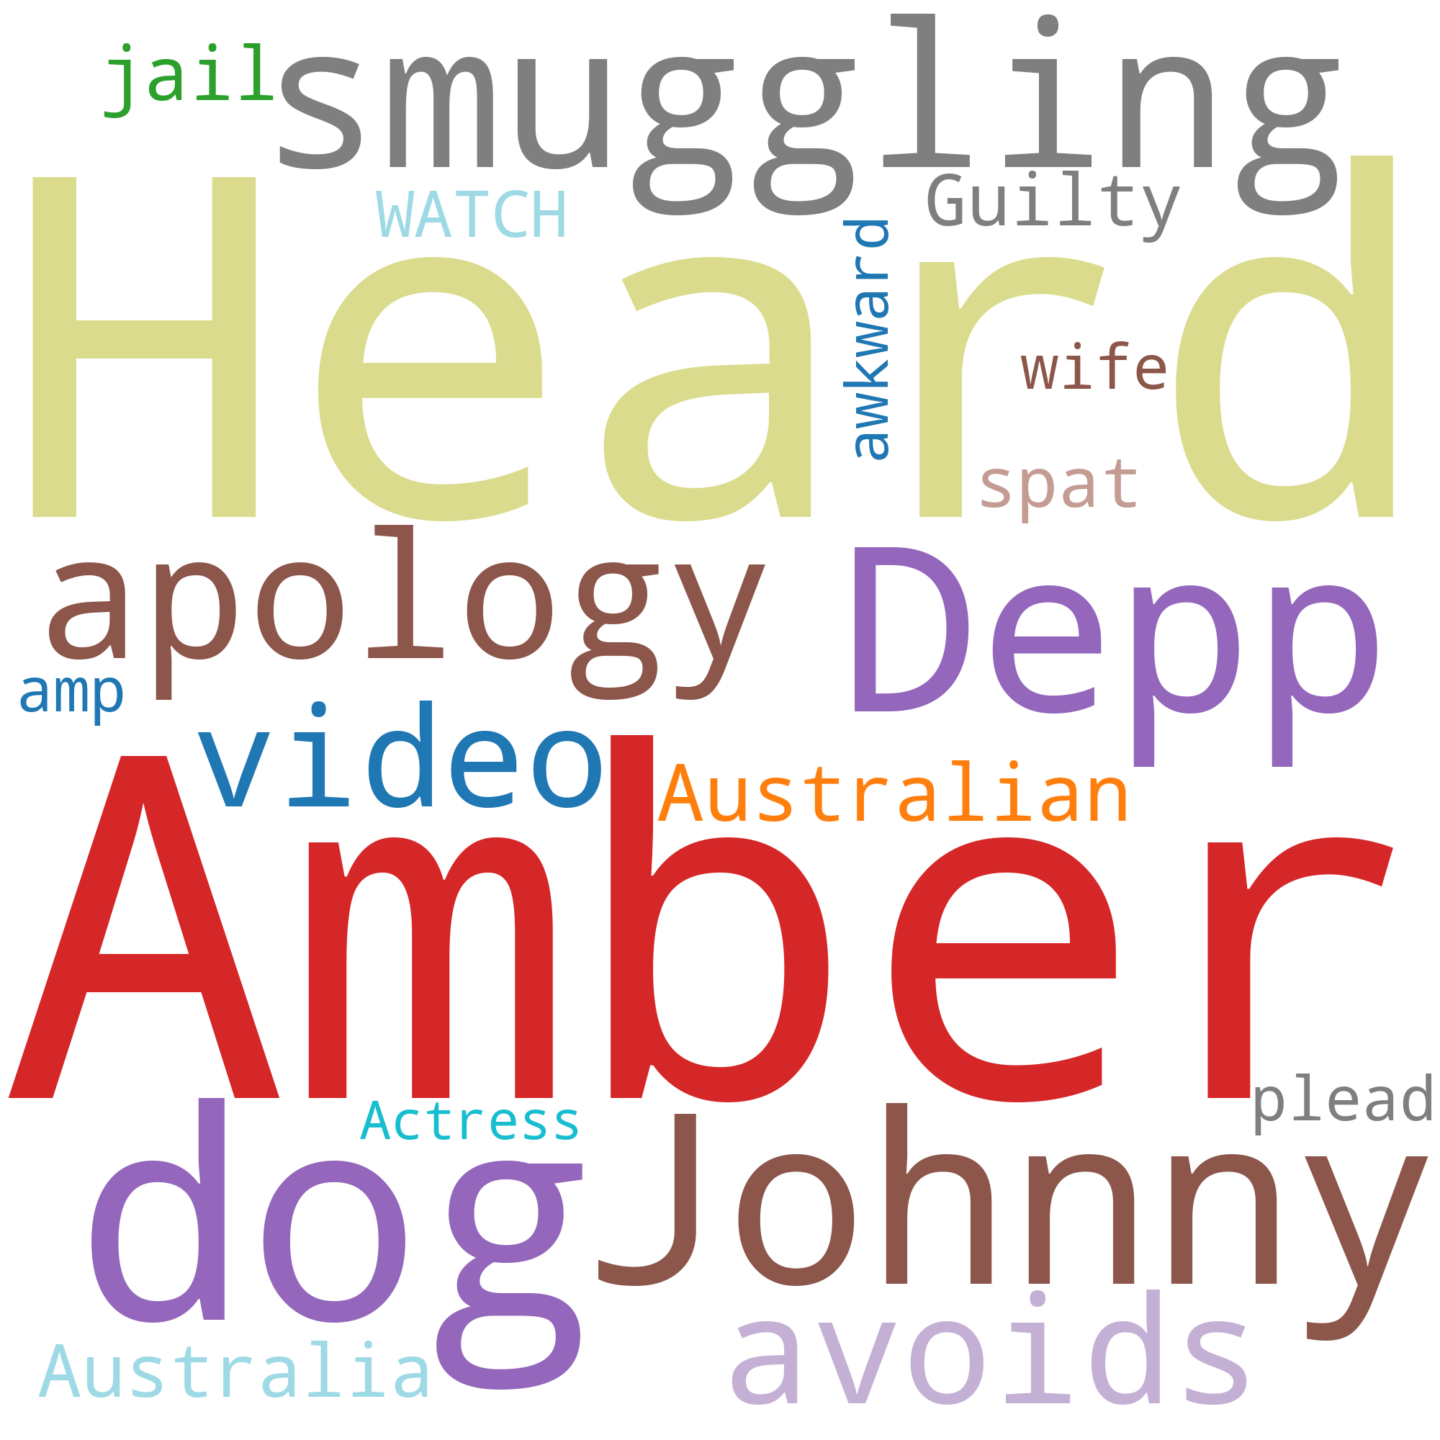 jail
smuggling
WATCH
Guilty
Heard
awkward
wife
spat
apology
Depp
amp
video
Australian
Amber
Actress
plead
dog
Johnny
Australia
avoids